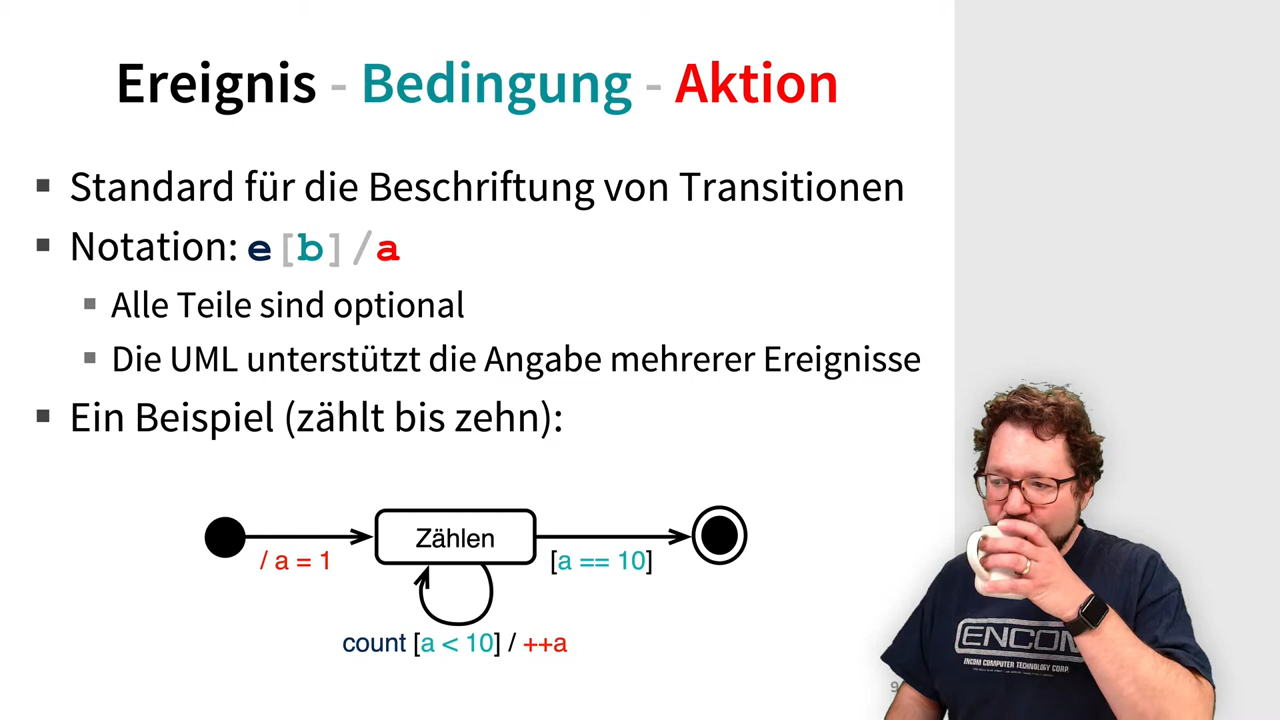 Ereignis - Bedingung - Aktion
Standard für die Beschriftung von Transitionen
Notation: e[b]/a
Alle Teile sind optional
Die UML unterstützt die Angabe mehrerer Ereignisse
Ein Beispiel (zählt bis zehn):
Zählen
/ a = 1
[a == 10]
count [a < 10] / ++a
ENCOM
ENCOM COMPUTER TECHNOLOGY CORP.